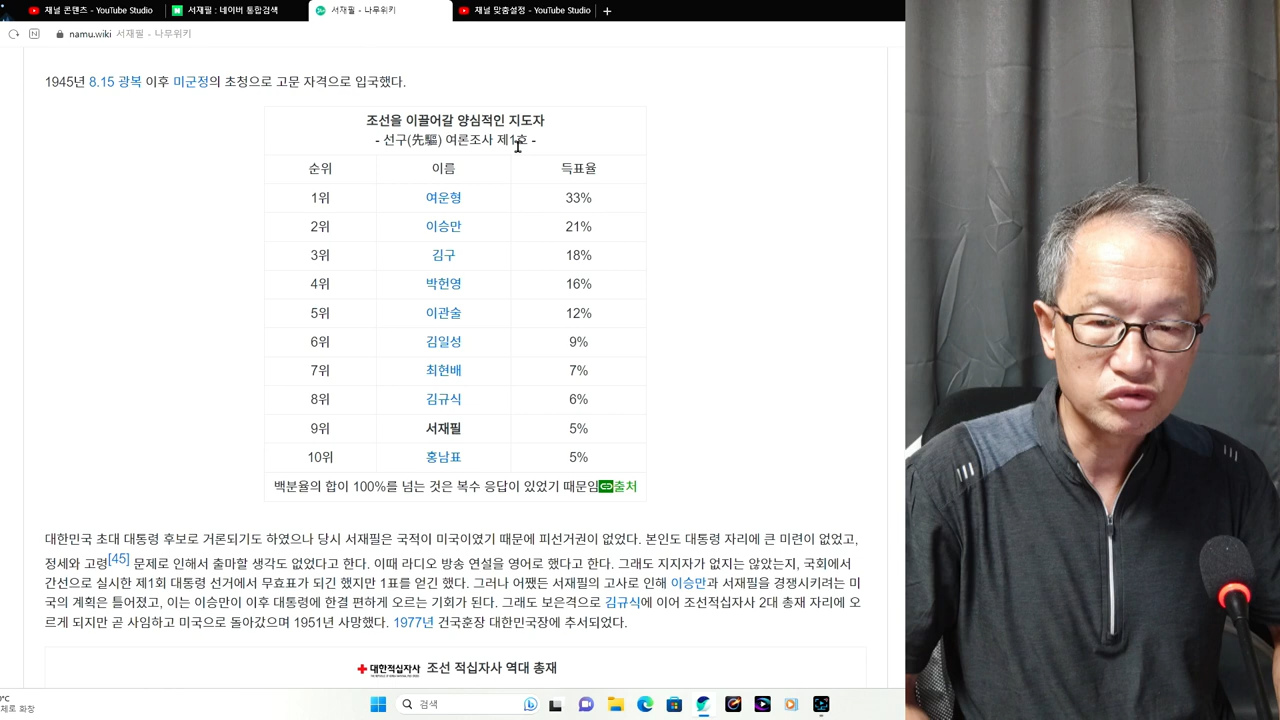 채널 콘텐츠 - YouTube Studio
서재필 : 네이버 통합검색
서재필 - 나무위키
채널 맞춤설정 - YouTube Studio
namu.wiki 서재필 - 나무위키
1945년 8.15 광복 이후 미군정의 초청으로 고문 자격으로 입국했다.
조선을 이끌어갈 양심적인 지도자
- 선구(先驅) 여론조사 제1호 -
순위 이름 득표율
1위 여운형 33%
2위 이승만 21%
3위 김구 18%
4위 박헌영 16%
5위 이관술 12%
6위 김일성 9%
7위 최현배 7%
8위 김규식 6%
9위 서재필 5%
10위 홍남표 5%
백분율의 합이 100%를 넘는 것은 복수 응답이 있었기 때문임 출처
대한민국 초대 대통령 후보로 거론되기도 하였으나 당시 서재필은 국적이 미국이였기 때문에 피선거권이 없었다. 본인도 대통령 자리에 큰 미련이 없었고,
정세와 고령[45] 문제로 인해서 출마할 생각도 없었다고 한다. 이때 라디오 방송 연설을 영어로 했다고 한다. 그래도 지지자가 없지는 않았는지, 국회에서
간선으로 실시한 제1회 대통령 선거에서 무효표가 되긴 했지만 1표를 얻긴 했다. 그러나 어쨌든 서재필의 고사로 인해 이승만과 서재필을 경쟁시키려는 미
국의 계획은 틀어졌고, 이는 이승만이 이후 대통령에 한결 편하게 오르는 기회가 된다. 그래도 보은격으로 김규식에 이어 조선적십자사 2대 총재 자리에 오
르게 되지만 곧 사임하고 미국으로 돌아갔으며 1951년 사망했다. 1977년 건국훈장 대한민국장에 추서되었다.
대한적십자사 조선 적십자사 역대 총재
검색